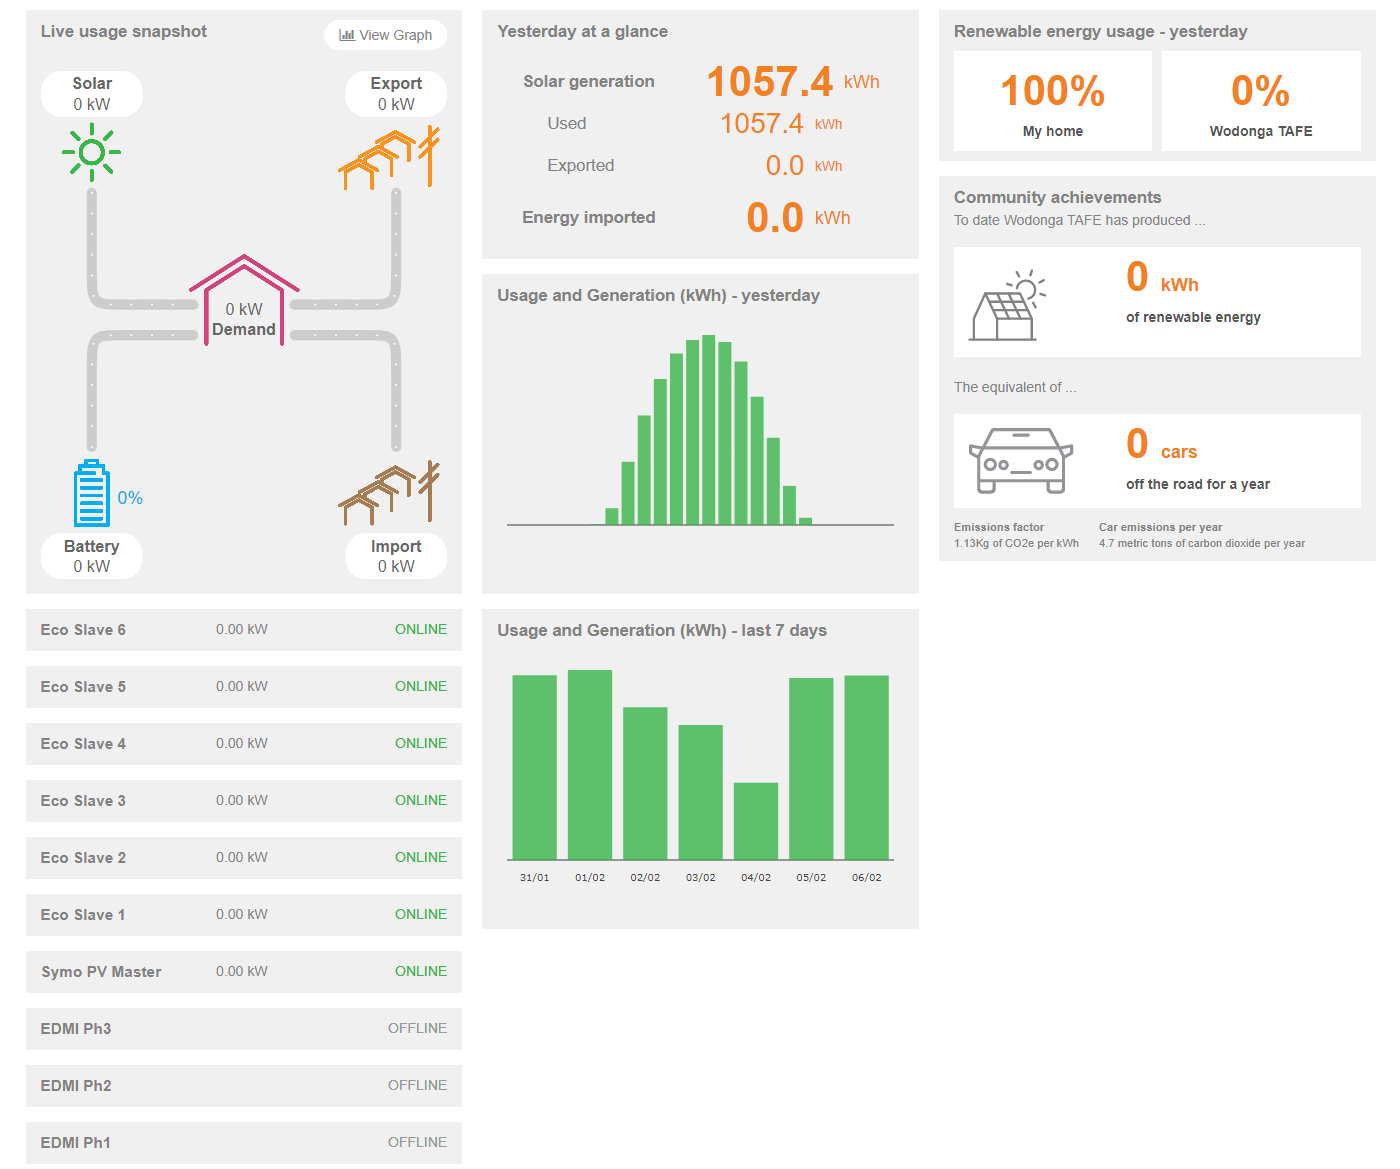 Live usage snapshot
View Graph
Solar
0 kW
Export
0 kW
0 kW
Demand
0%
Battery
0 kW
Import
0 kW
Eco Slave 6 0.00 kW ONLINE
Eco Slave 5 0.00 kW ONLINE
Eco Slave 4 0.00 kW ONLINE
Eco Slave 3 0.00 kW ONLINE
Eco Slave 2 0.00 kW ONLINE
Eco Slave 1 0.00 kW ONLINE
Symo PV Master 0.00 kW ONLINE
EDMI Ph3 OFFLINE
EDMI Ph2 OFFLINE
EDMI Ph1 OFFLINE
Yesterday at a glance
Solar generation 1057.4 kWh
Used 1057.4 kWh
Exported 0.0 kWh
Energy imported 0.0 kWh
Usage and Generation (kWh) - yesterday
Usage and Generation (kWh) - last 7 days
31/01 01/02 02/02 03/02 04/02 05/02 06/02
Renewable energy usage - yesterday
100%
My home
0%
Wodonga TAFE
Community achievements
To date Wodonga TAFE has produced ...
0 kWh
of renewable energy
The equivalent of ...
0 cars
off the road for a year
Emissions factor
1.13Kg of CO2e per kWh
Car emissions per year
4.7 metric tons of carbon dioxide per year